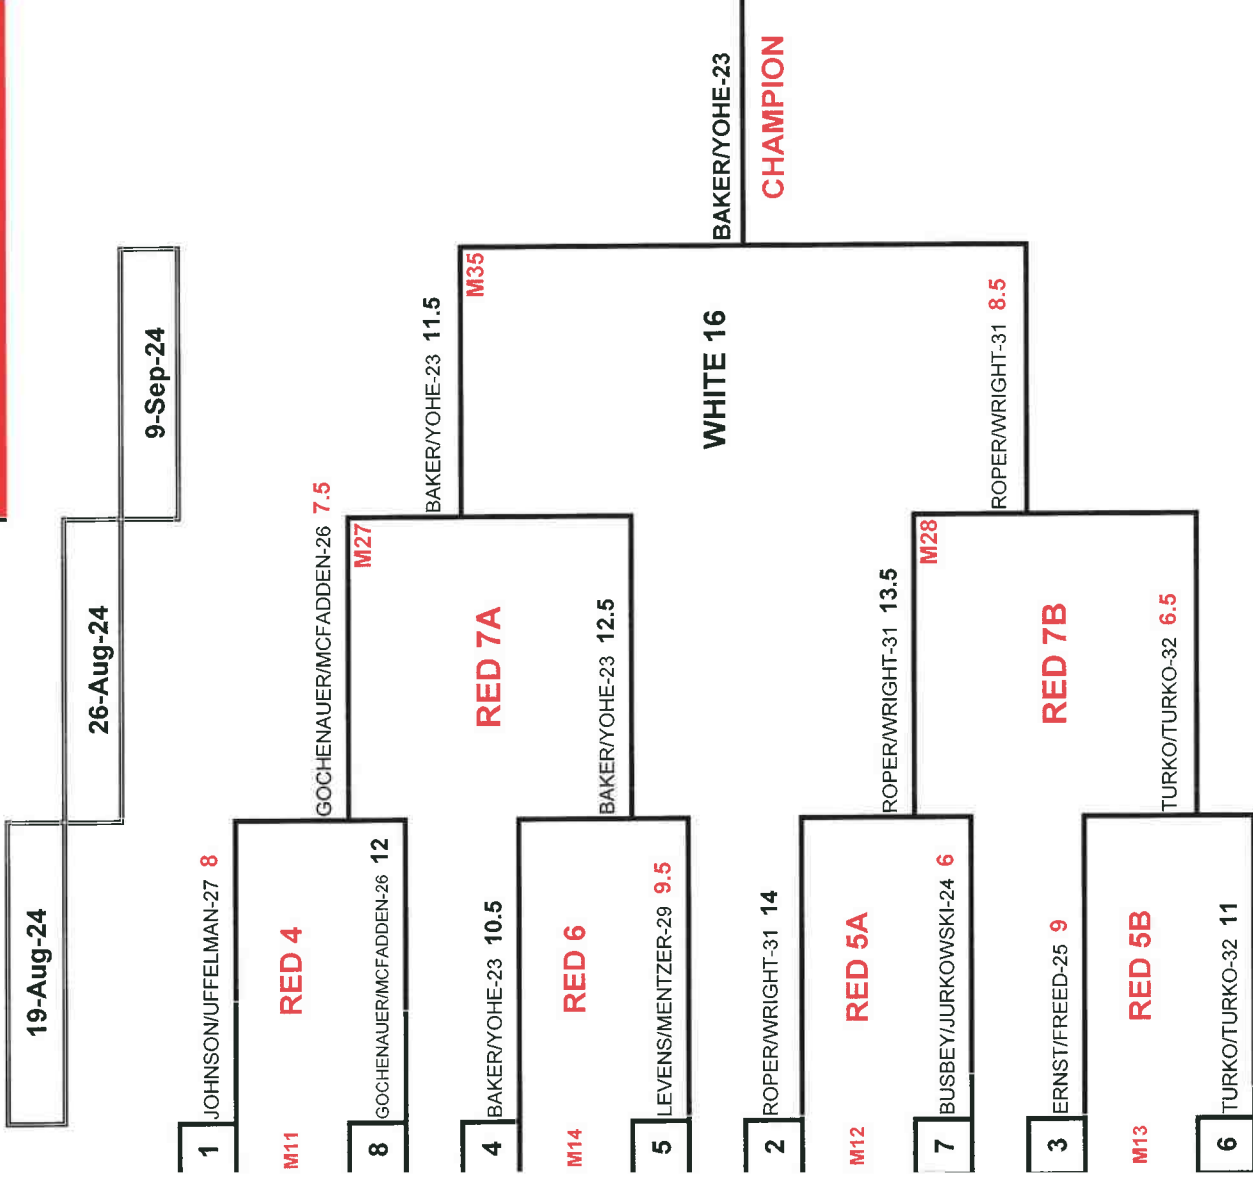 19-Aug-24
26-Aug-24
9-Sep-24
1
JOHNSON/UFFELMAN-27 8
M11
RED 4
8
GOCHENAUER/MCFADDEN-26 12
GOCHENAUER/MCFADDEN-26 7.5
M27
RED 7A
4
BAKER/YOHE-23 10.5
M14
RED 6
5
LEVENS/MENTZER-29 9.5
BAKER/YOHE-23 12.5
BAKER/YOHE-23 11.5
M35
WHITE 16
BAKER/YOHE-23
CHAMPION
2
ROPER/WRIGHT-31 14
M12
RED 5A
7
BUSBEY/JURKOWSKI-24 6
ROPER/WRIGHT-31 13.5
M28
RED 7B
3
ERNST/FREED-25 9
M13
RED 5B
6
TURKO/TURKO-32 11
TURKO/TURKO-32 6.5
ROPER/WRIGHT-31 8.5